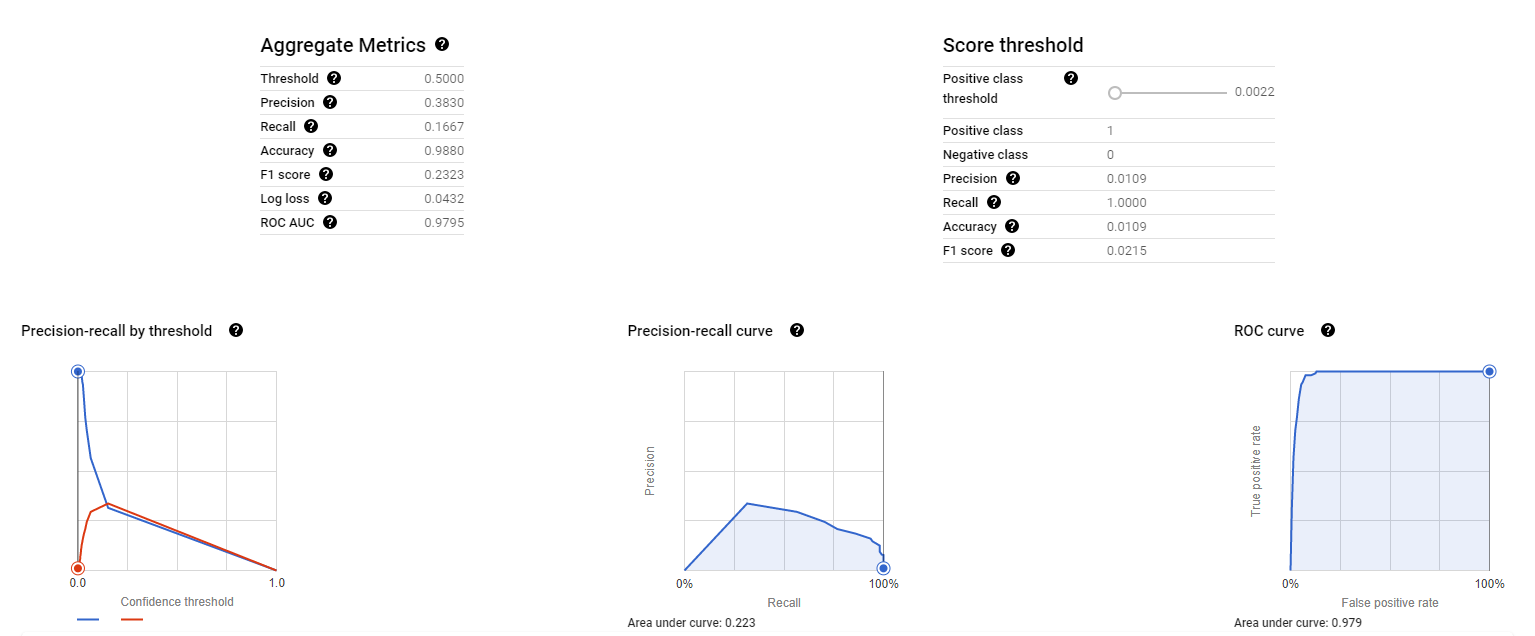 Aggregate Metrics ?
Threshold ? 0.5000
Precision ? 0.3830
Recall ? 0.1667
Accuracy ? 0.9880
F1 score ? 0.2323
Log loss ? 0.0432
ROC AUC ? 0.9795
Score threshold
Positive class threshold ? 0.0022
Positive class 1
Negative class 0
Precision ? 0.0109
Recall ? 1.0000
Accuracy ? 0.0109
F1 score ? 0.0215
Precision-recall by threshold ?
0.0 1.0
Confidence threshold
Precision-recall curve ?
Precision
0% 100%
Recall
Area under curve: 0.223
ROC curve ?
True positive rate
0% 100%
False positive rate
Area under curve: 0.979